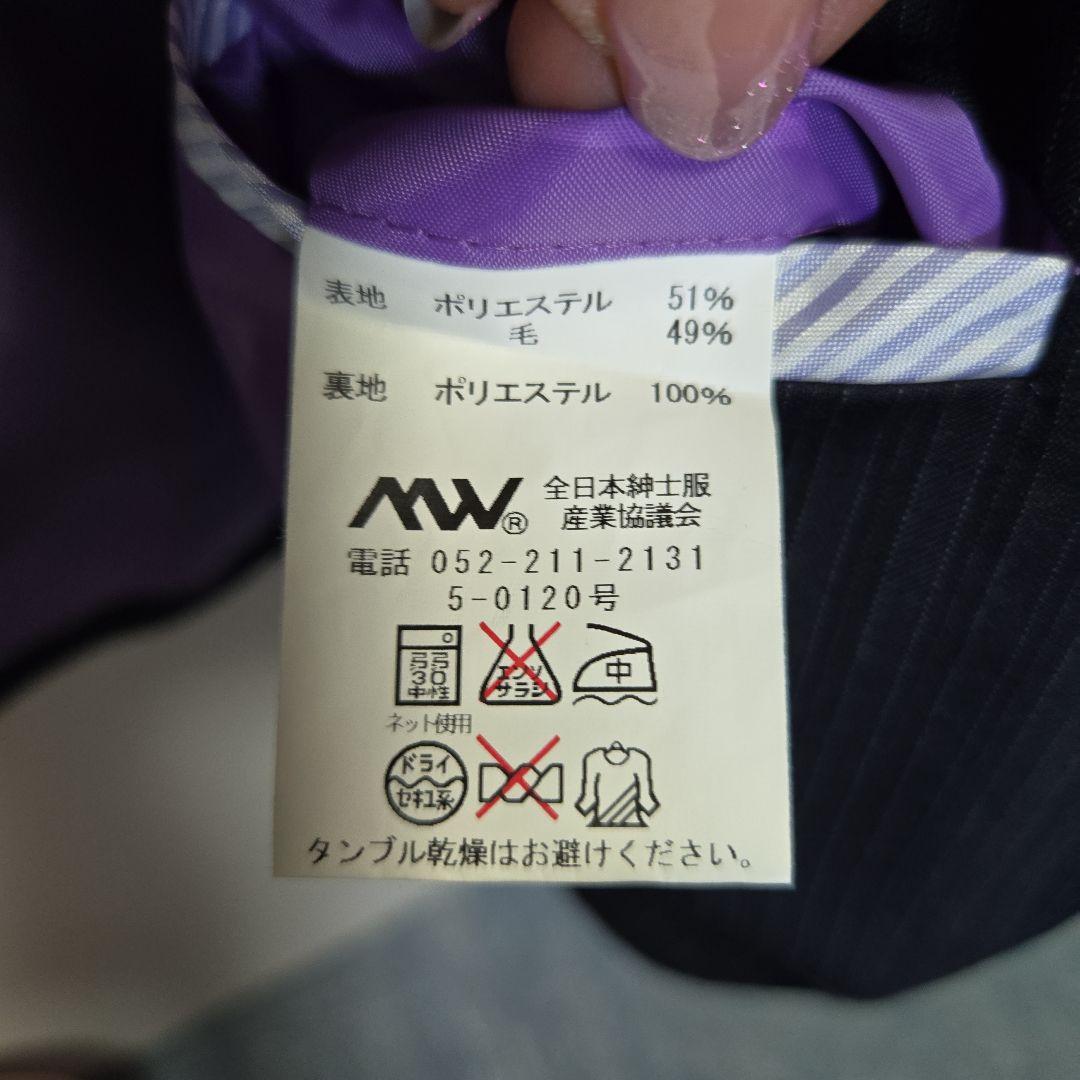 表地 ポリエステル 51%
毛 49%
裏地 ポリエステル 100%
MW® 全日本紳士服
産業協議会
電話 052-211-2131
5-0120号
弱弱
30
中性
エンソ
サラシ
中
ネット使用
ドライ
セキユ系
タンブル乾燥はお避けください。